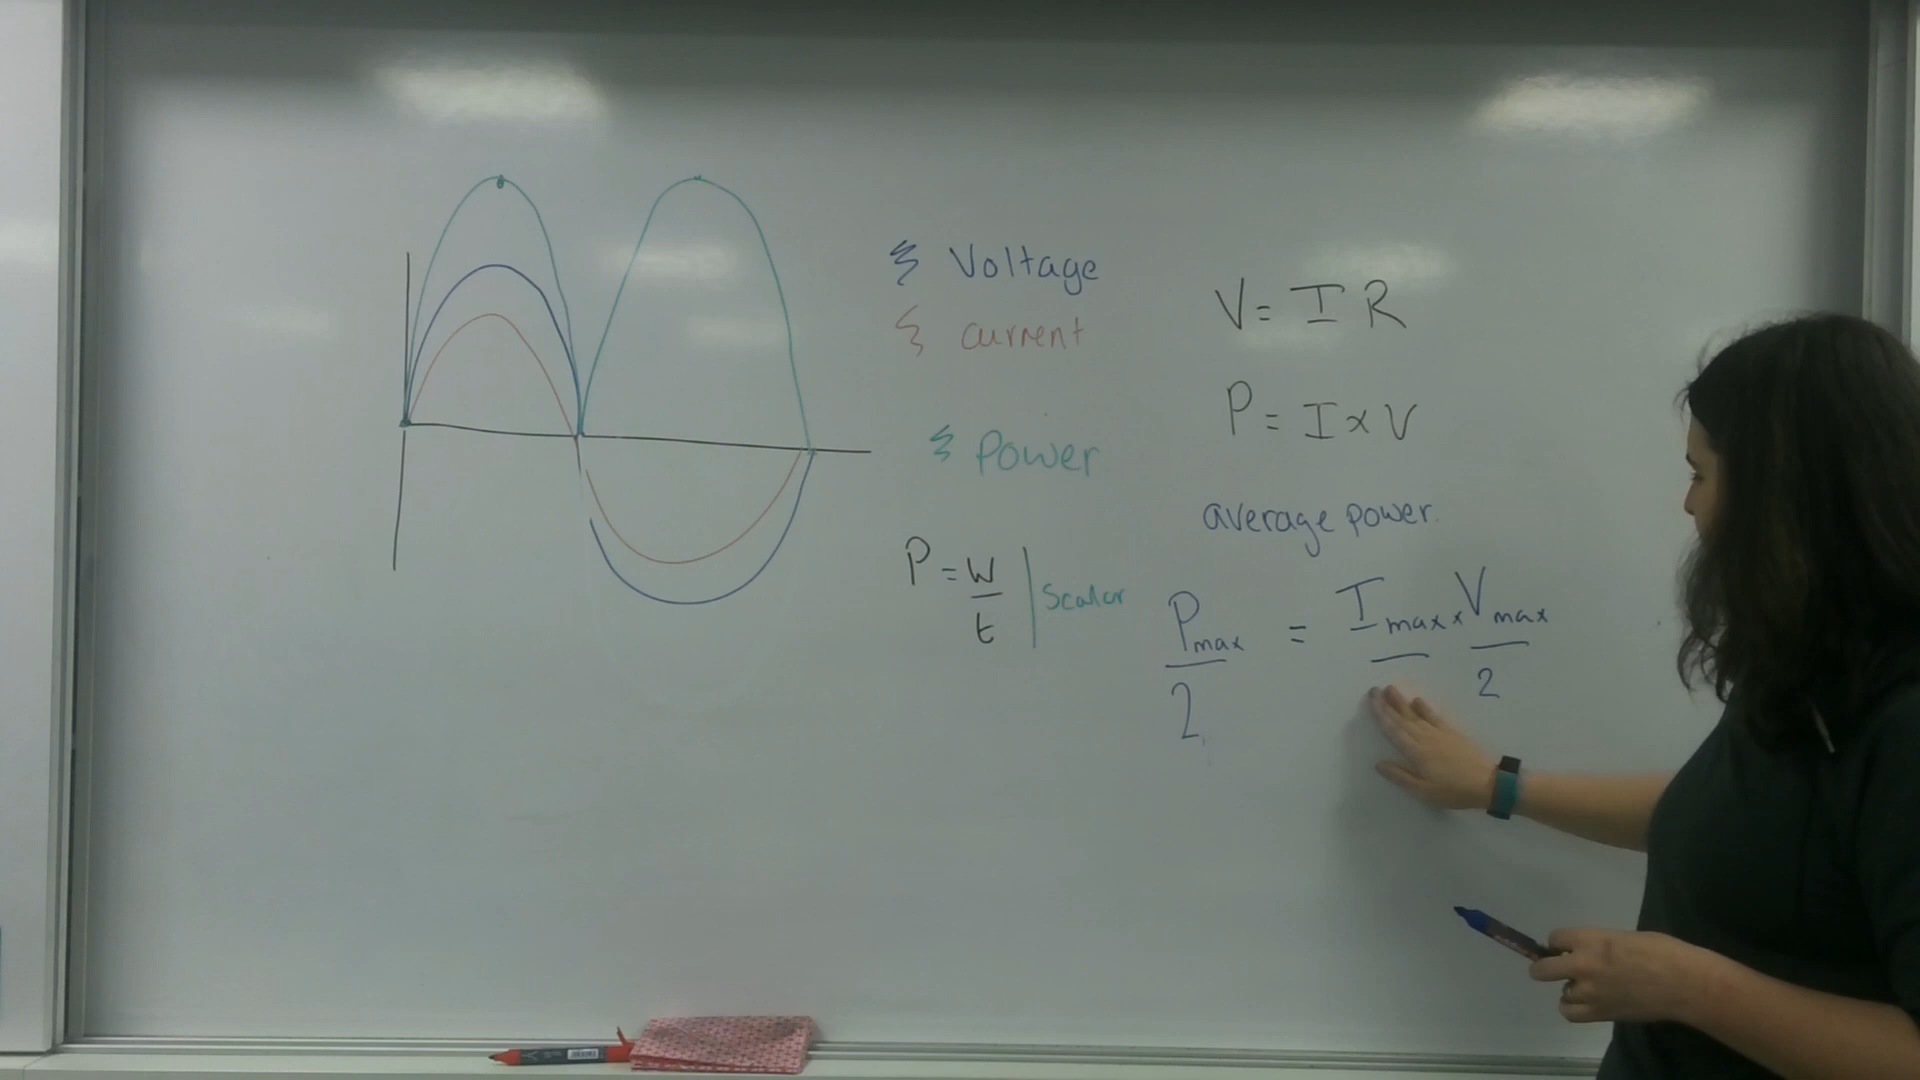 Voltage
current
Power
P = W / t | Scalar
V = I R
P = I x V
average power.
Pmax / 2 = Imax x Vmax / 2